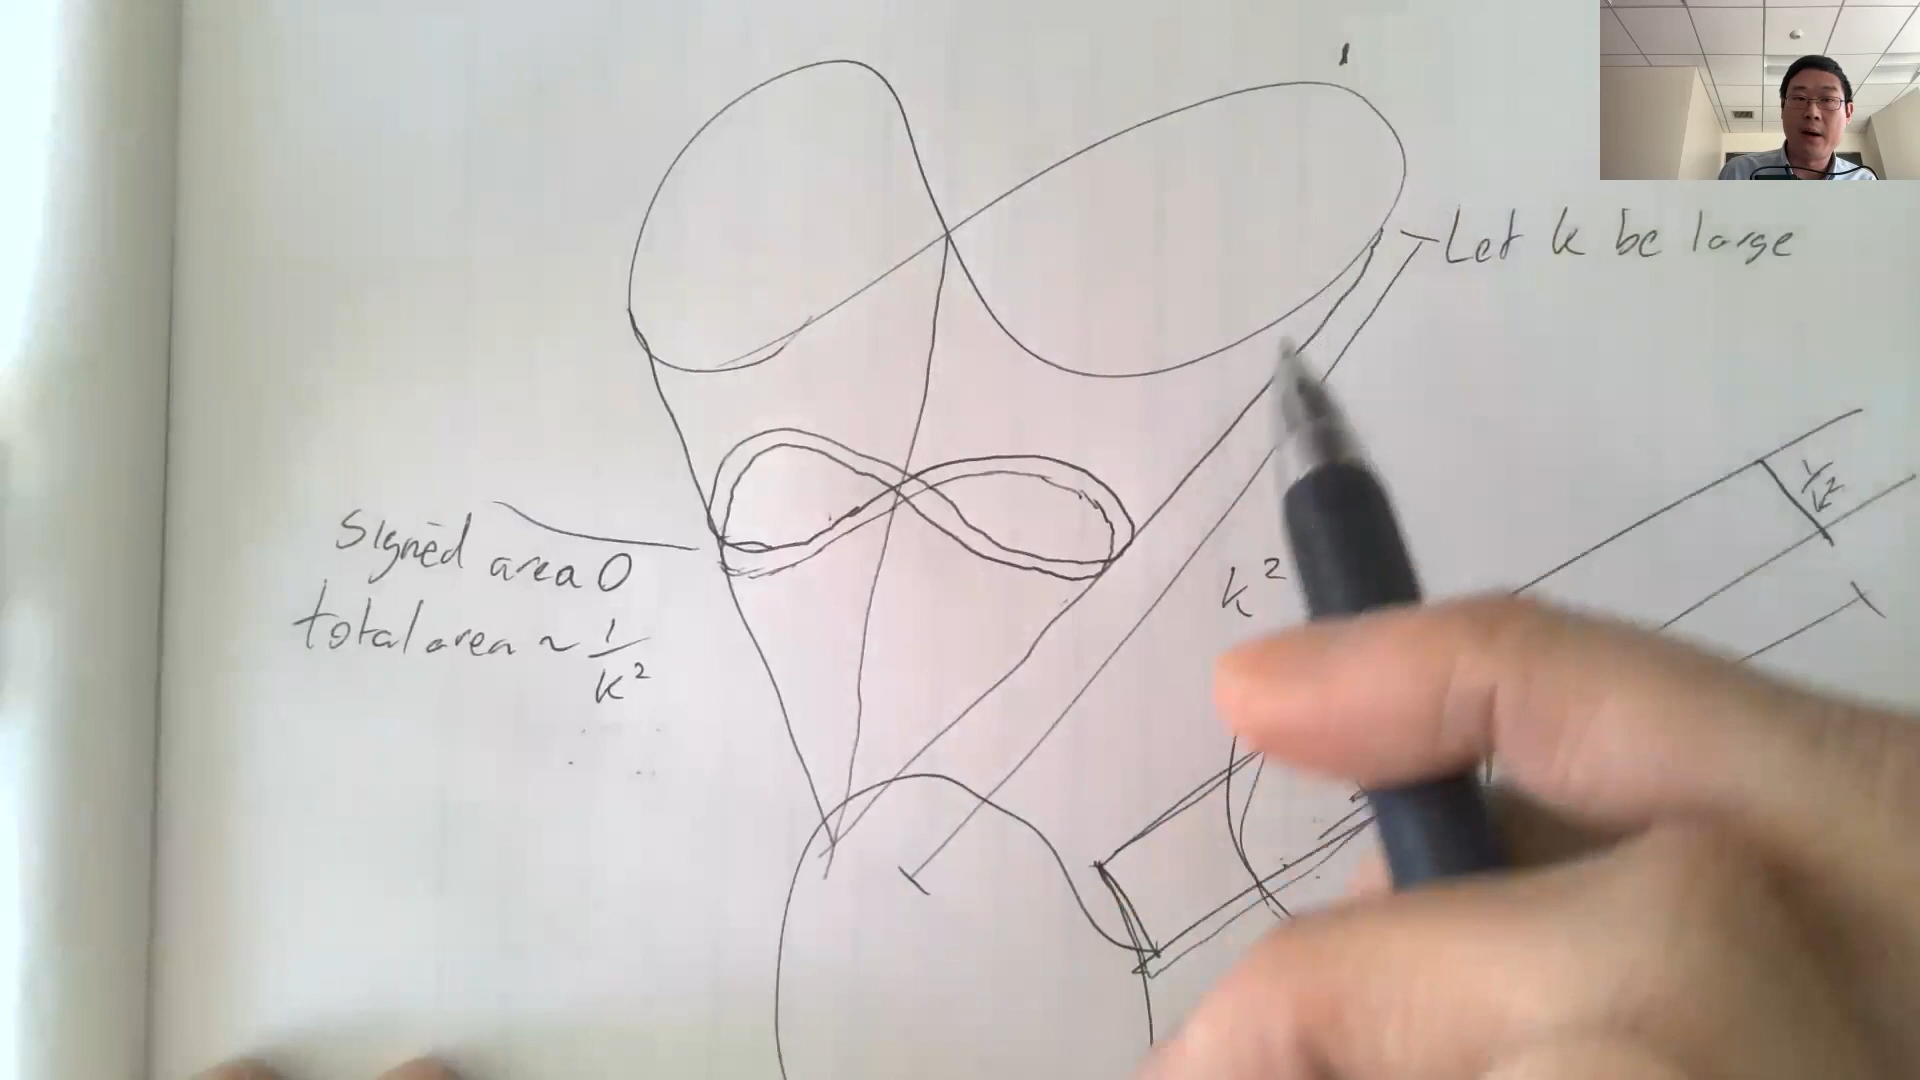 Let k be large
1/k²
Signed area 0
k²
total area ~ 1/k²